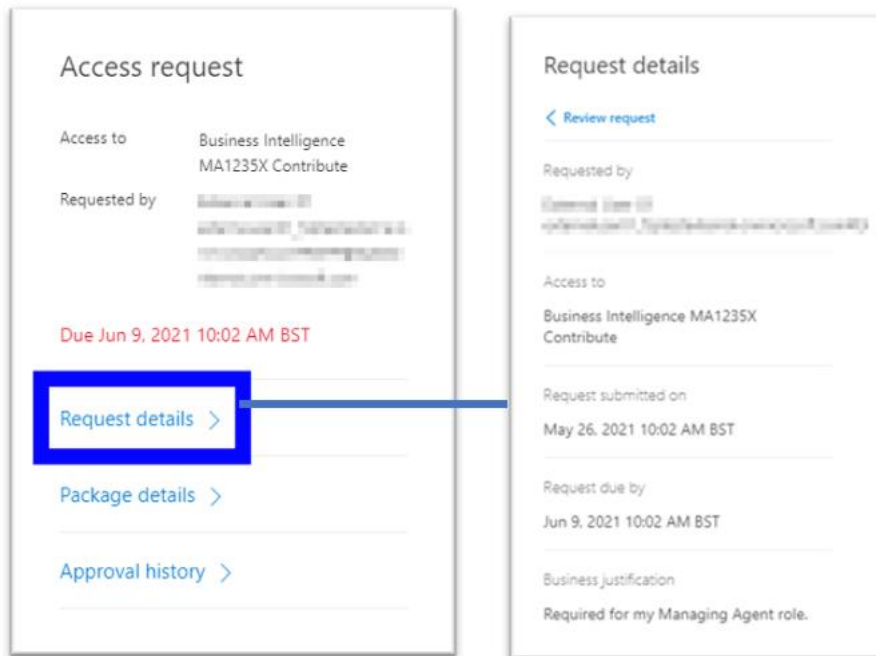 Access request
Access to
Business Intelligence
MA1235X Contribute
Requested by
Due Jun 9, 2021 10:02 AM BST
Request details
Package details
Approval history
Request details
Review request
Requested by
Access to
Business Intelligence MA1235X
Contribute
Request submitted on
May 26, 2021 10:02 AM BST
Request due by
Jun 9, 2021 10:02 AM BST
Business justification
Required for my Managing Agent role.